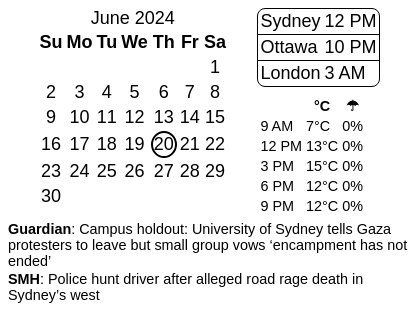 June 2024
Su Mo Tu We Th Fr Sa
1
2 3 4 5 6 7 8
9 10 11 12 13 14 15
16 17 18 19 20 21 22
23 24 25 26 27 28 29
30
Sydney 12 PM
Ottawa 10 PM
London 3 AM
°C ☂
9 AM 7°C 0%
12 PM 13°C 0%
3 PM 15°C 0%
6 PM 12°C 0%
9 PM 12°C 0%
Guardian: Campus holdout: University of Sydney tells Gaza
protesters to leave but small group vows ‘encampment has not
ended’
SMH: Police hunt driver after alleged road rage death in
Sydney’s west